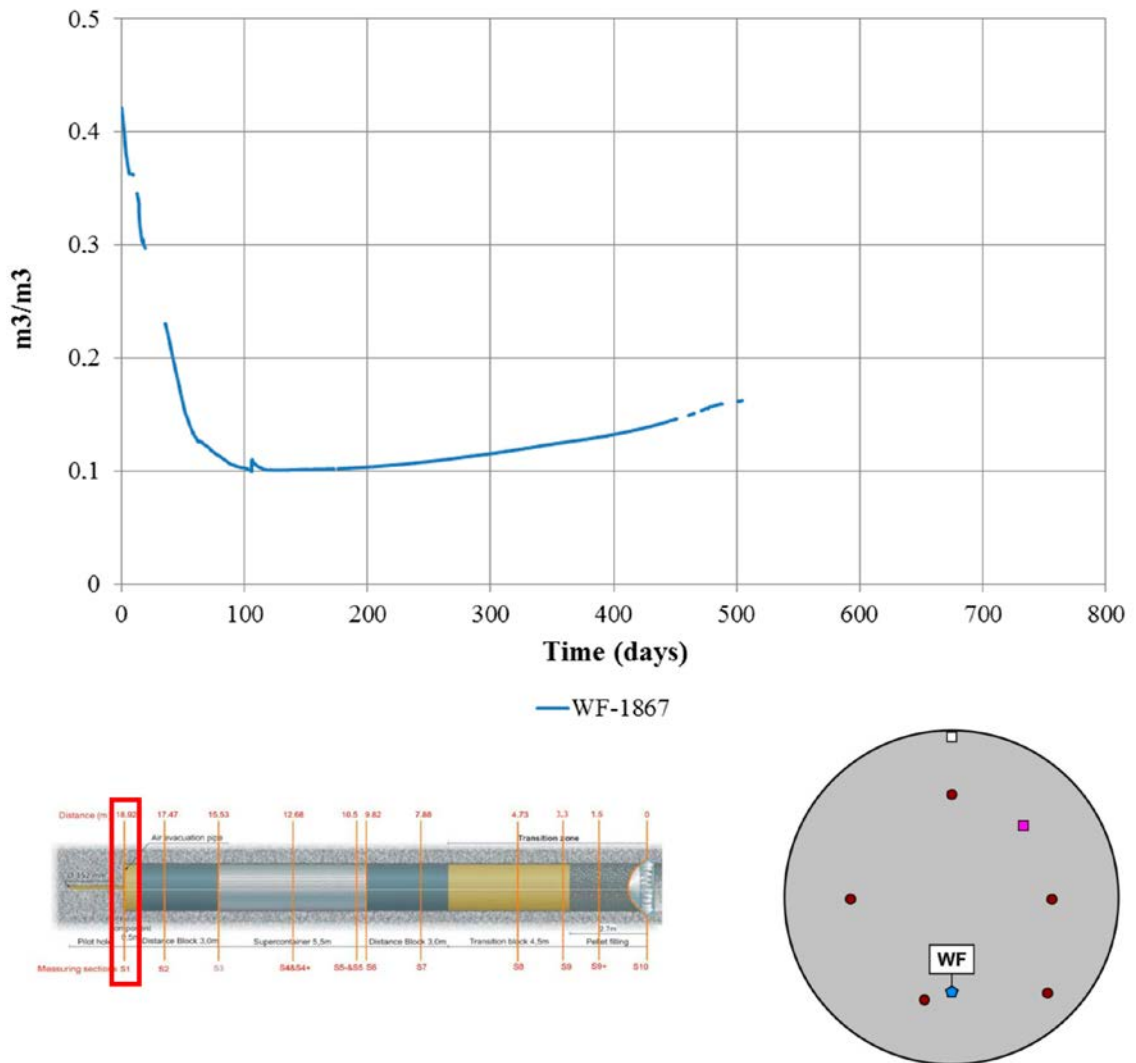 0.5
0.4
0.3
0.2
0.1
0
m3/m3
0 100 200 300 400 500 600 700 800
Time (days)
WF-1867
Distance (m 18.92 17.47 15.53 12.68 10.5 9.82 7.88 4.73 3.3 0
Air evacuation pipe Transition zone
2.7m
Pilot hole Distance Block 3,0m Supercontainer 5,5m Distance Block 3,0m Transition block 4,5m Pellet filling
Measuring sections S1 S2 S3 S4&S4+ S5-&S5 S6 S7 S8 S9 S9+ S10
WF